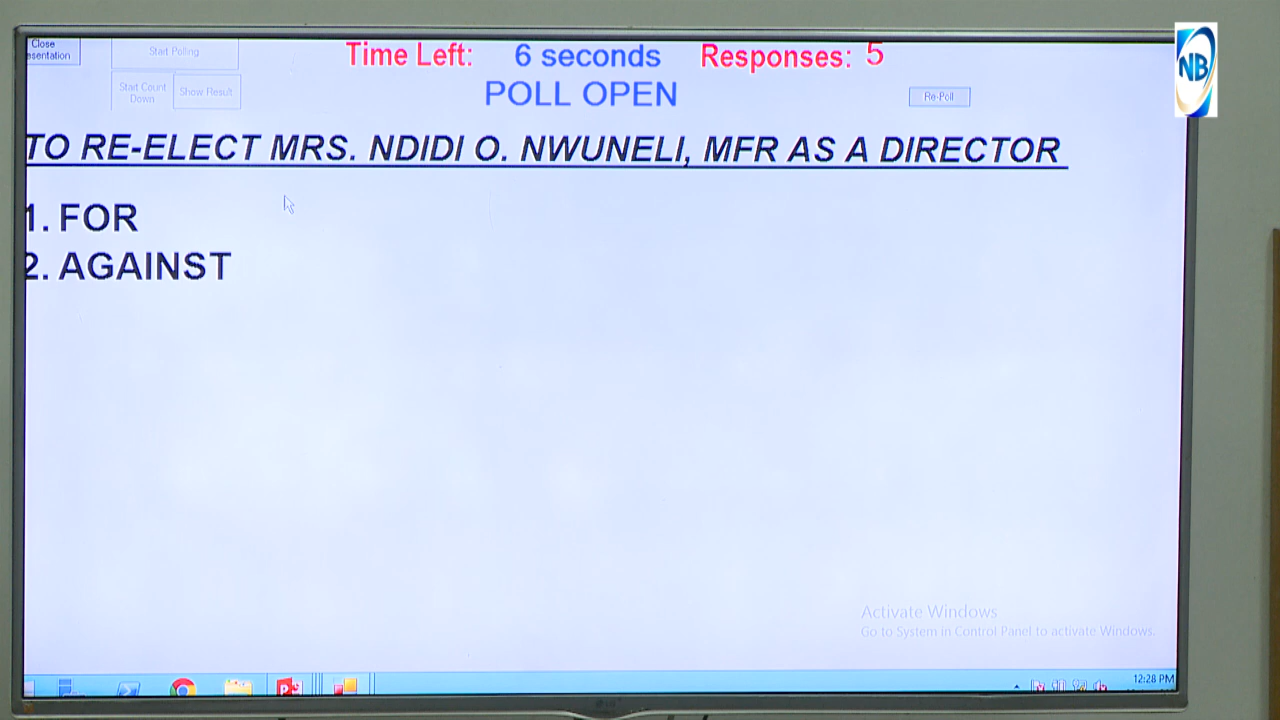 Close
esentation
Start Polling
Start Count
Down
Show Result
Time Left: 6 seconds Responses: 5
POLL OPEN
Re-Poll
TO RE-ELECT MRS. NDIDI O. NWUNELI, MFR AS A DIRECTOR
1. FOR
2. AGAINST
Activate Windows
Go to System in Control Panel to activate Windows.
12:28 PM
NB